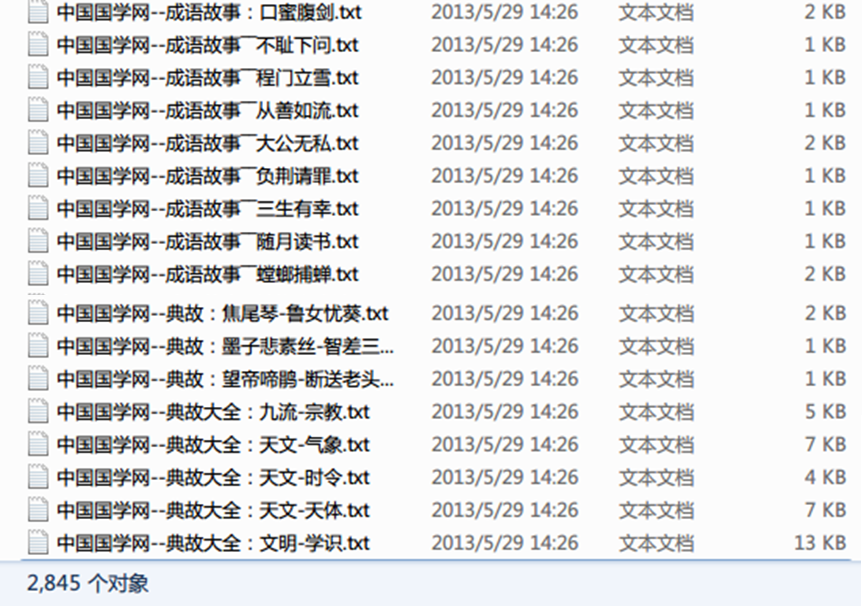 中国国学网--成语故事：口蜜腹剑.txt 2013/5/29 14:26 文本文档 2 KB
中国国学网--成语故事￣不耻下问.txt 2013/5/29 14:26 文本文档 1 KB
中国国学网--成语故事￣程门立雪.txt 2013/5/29 14:26 文本文档 1 KB
中国国学网--成语故事￣从善如流.txt 2013/5/29 14:26 文本文档 1 KB
中国国学网--成语故事￣大公无私.txt 2013/5/29 14:26 文本文档 2 KB
中国国学网--成语故事￣负荆请罪.txt 2013/5/29 14:26 文本文档 1 KB
中国国学网--成语故事￣三生有幸.txt 2013/5/29 14:26 文本文档 1 KB
中国国学网--成语故事￣随月读书.txt 2013/5/29 14:26 文本文档 1 KB
中国国学网--成语故事￣螳螂捕蝉.txt 2013/5/29 14:26 文本文档 2 KB
中国国学网--典故：焦尾琴-鲁女忧葵.txt 2013/5/29 14:26 文本文档 2 KB
中国国学网--典故：墨子悲素丝-智差三... 2013/5/29 14:26 文本文档 1 KB
中国国学网--典故：望帝啼鹃-断送老头... 2013/5/29 14:26 文本文档 1 KB
中国国学网--典故大全：九流-宗教.txt 2013/5/29 14:26 文本文档 5 KB
中国国学网--典故大全：天文-气象.txt 2013/5/29 14:26 文本文档 7 KB
中国国学网--典故大全：天文-时令.txt 2013/5/29 14:26 文本文档 4 KB
中国国学网--典故大全：天文-天体.txt 2013/5/29 14:26 文本文档 7 KB
中国国学网--典故大全：文明-学识.txt 2013/5/29 14:26 文本文档 13 KB
2,845 个对象